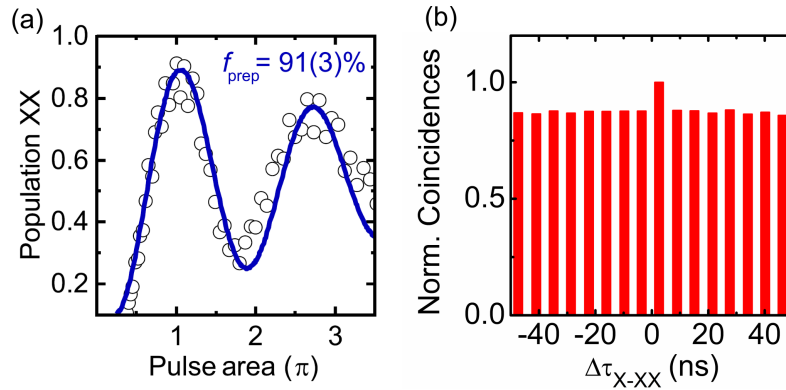 (a)
f_prep = 91(3)%
Population XX
1.0
0.8
0.6
0.4
0.2
1 2 3
Pulse area (π)
(b)
Norm. Coincidences
1.0
0.5
0.0
-40 -20 0 20 40
Δτ_X-XX (ns)